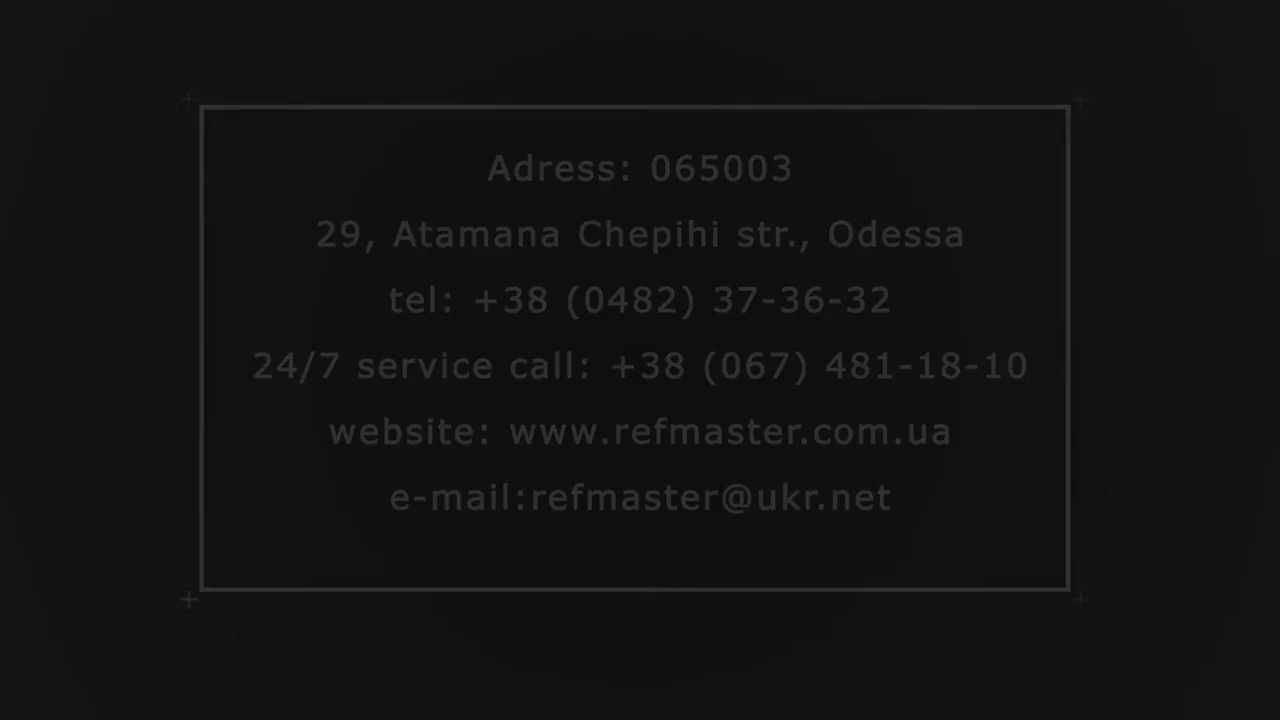 Adress: 065003
29, Atamana Chepihi str., Odessa
tel: +38 (0482) 37-36-32
24/7 service call: +38 (067) 481-18-10
website: www.refmaster.com.ua
e-mail:refmaster@ukr.net